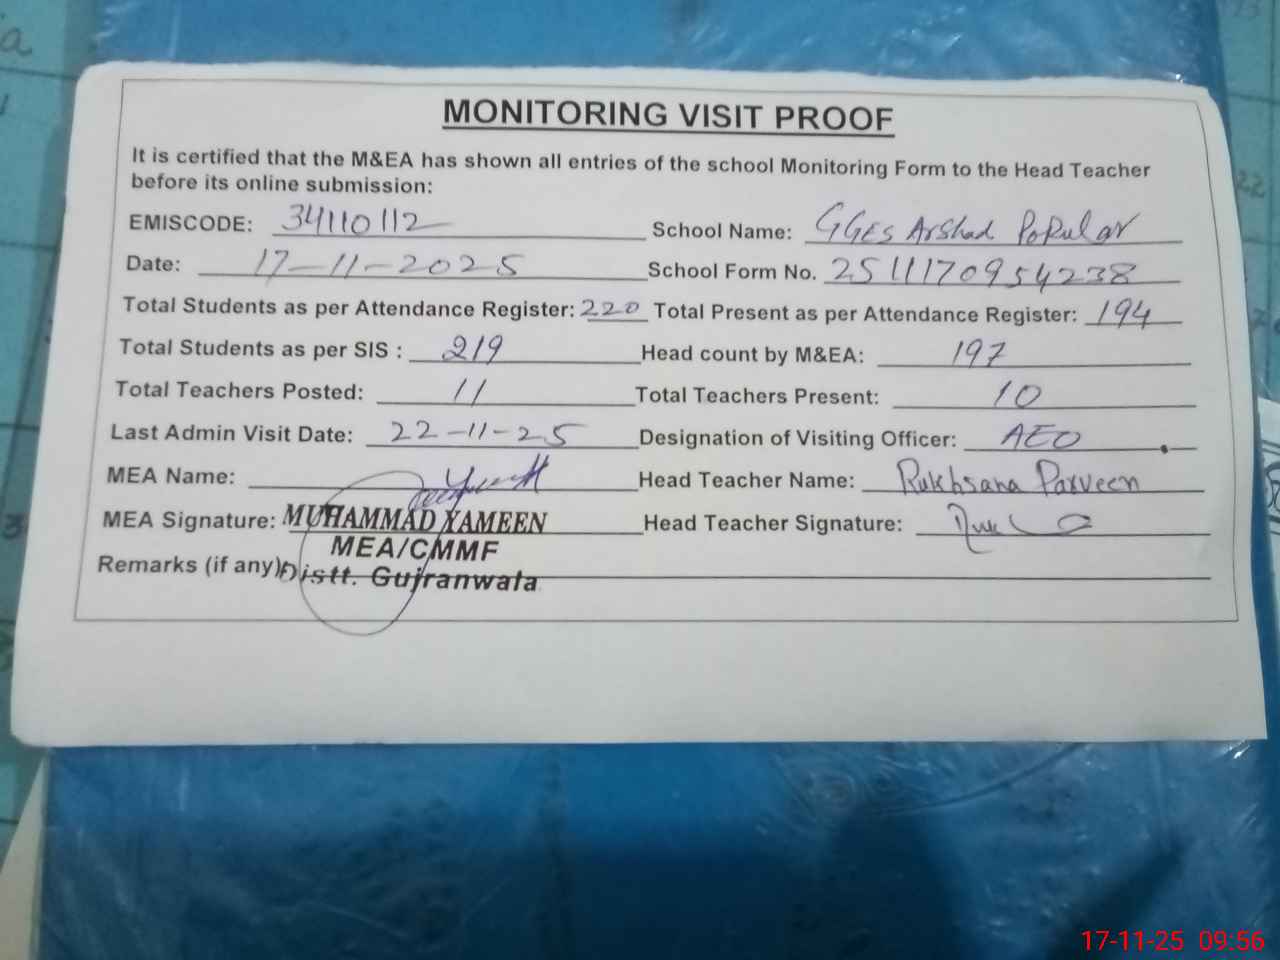 MONITORING VISIT PROOF
It is certified that the M&EA has shown all entries of the school Monitoring Form to the Head Teacher
before its online submission:
EMISCODE: 34110112 School Name: GGES Arshad Popular
Date: 17-11-2025 School Form No. 2511170954238
Total Students as per Attendance Register: 220 Total Present as per Attendance Register: 194
Total Students as per SIS : 219 Head count by M&EA: 197
Total Teachers Posted: 11 Total Teachers Present: 10
Last Admin Visit Date: 22-11-25 Designation of Visiting Officer: AEO
MEA Name: Head Teacher Name: Rukhsana Parveen
MEA Signature: MUHAMMAD YAMEEN Head Teacher Signature:
MEA/CMMF
Remarks (if any) Distt. Gujranwala
17-11-25 09:56